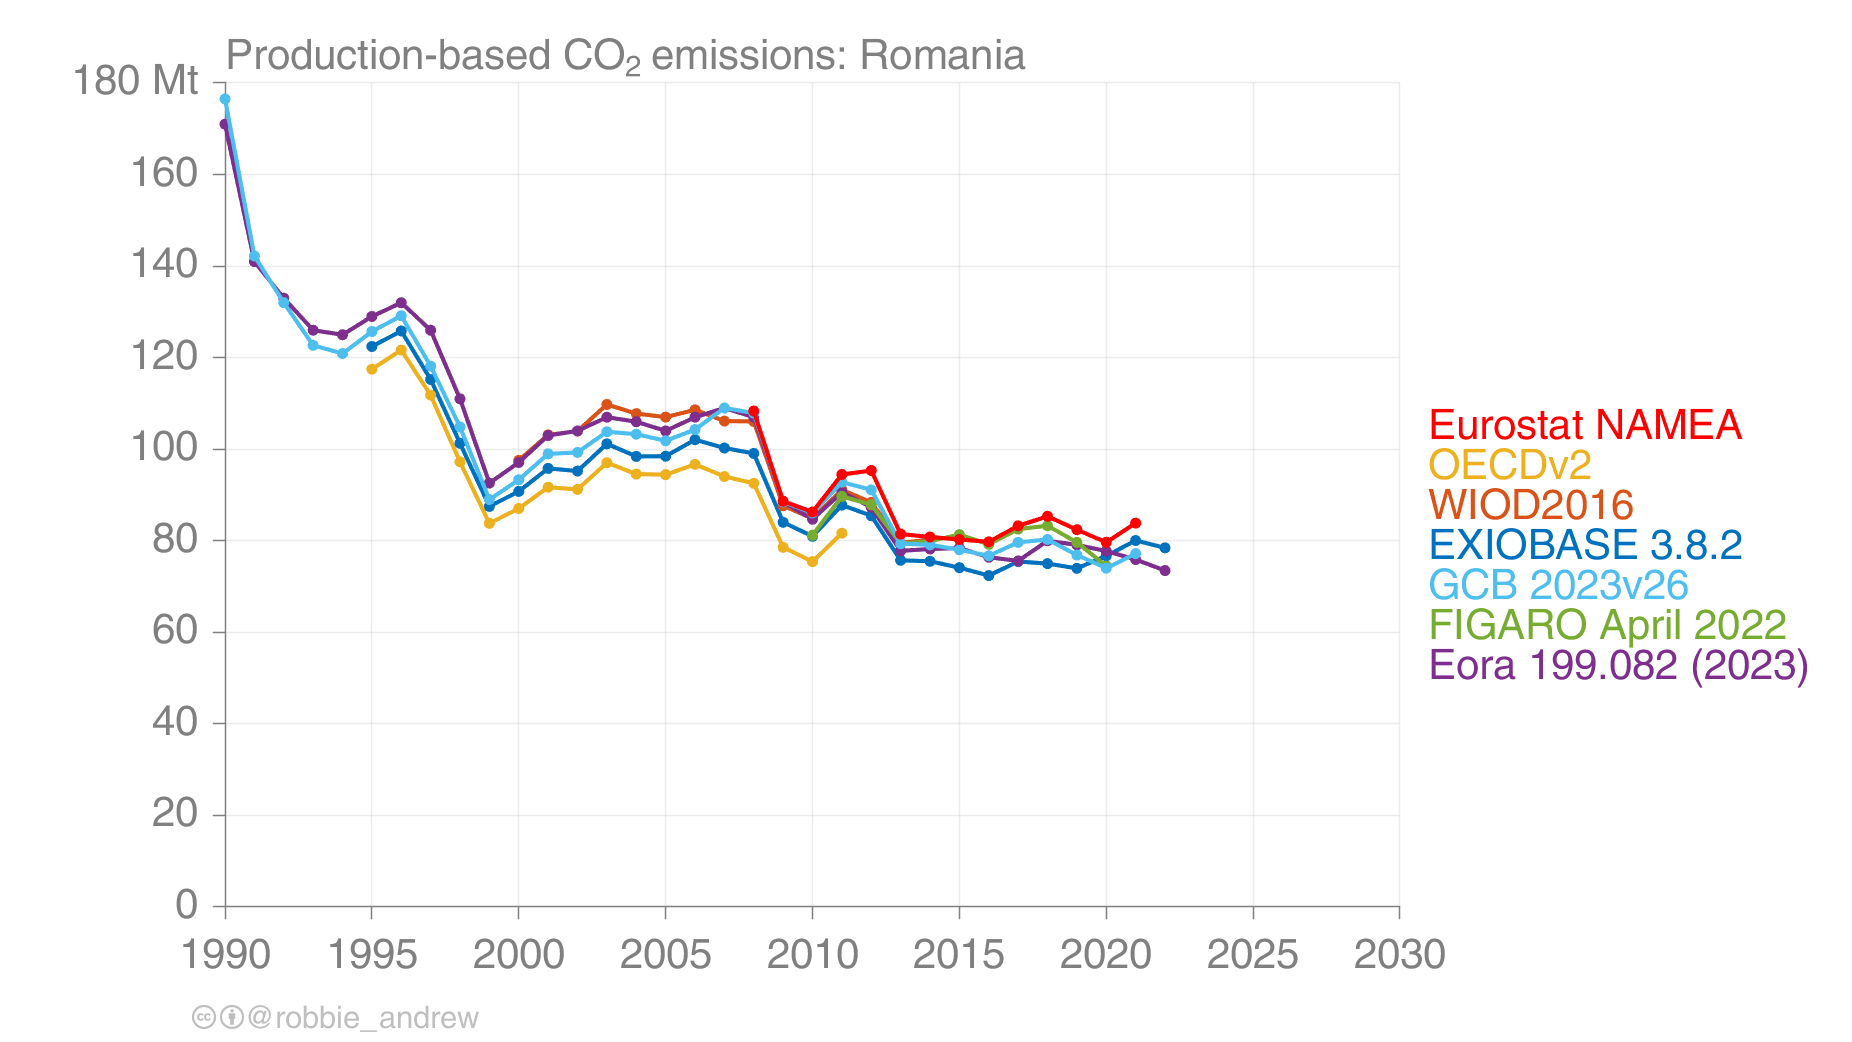 Production-based CO₂ emissions: Romania
180 Mt
160
140
120
100
80
60
40
20
0
1990 1995 2000 2005 2010 2015 2020 2025 2030
Eurostat NAMEA
OECDv2
WIOD2016
EXIOBASE 3.8.2
GCB 2023v26
FIGARO April 2022
Eora 199.082 (2023)
@robbie_andrew